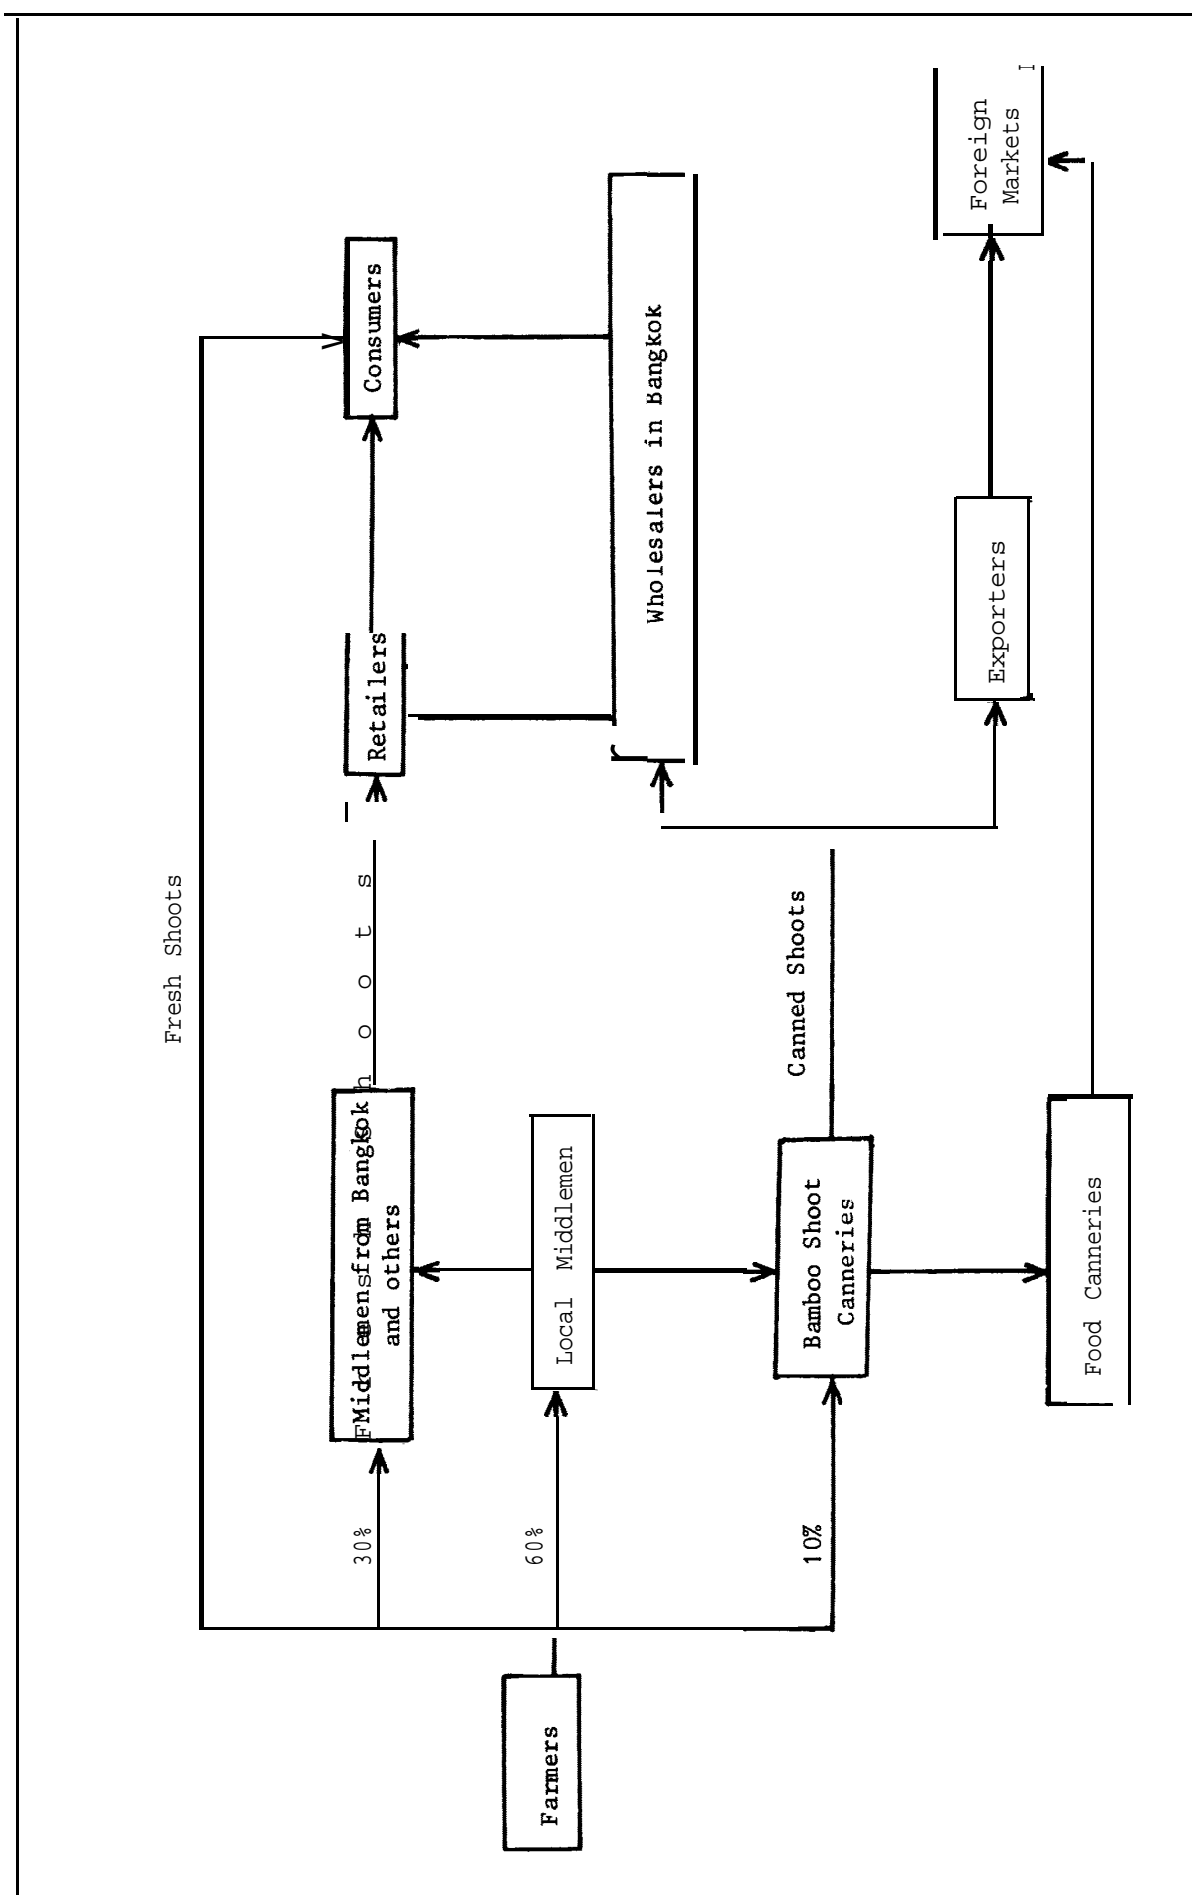 Fresh Shoots
30%
Middlemen from Bangkok
and others
Retailers
Consumers
Farmers
60%
Local Middlemen
Wholesalers in Bangkok
10%
Bamboo Shoot
Canneries
Canned Shoots
Exporters
Foreign
Markets
Food Canneries